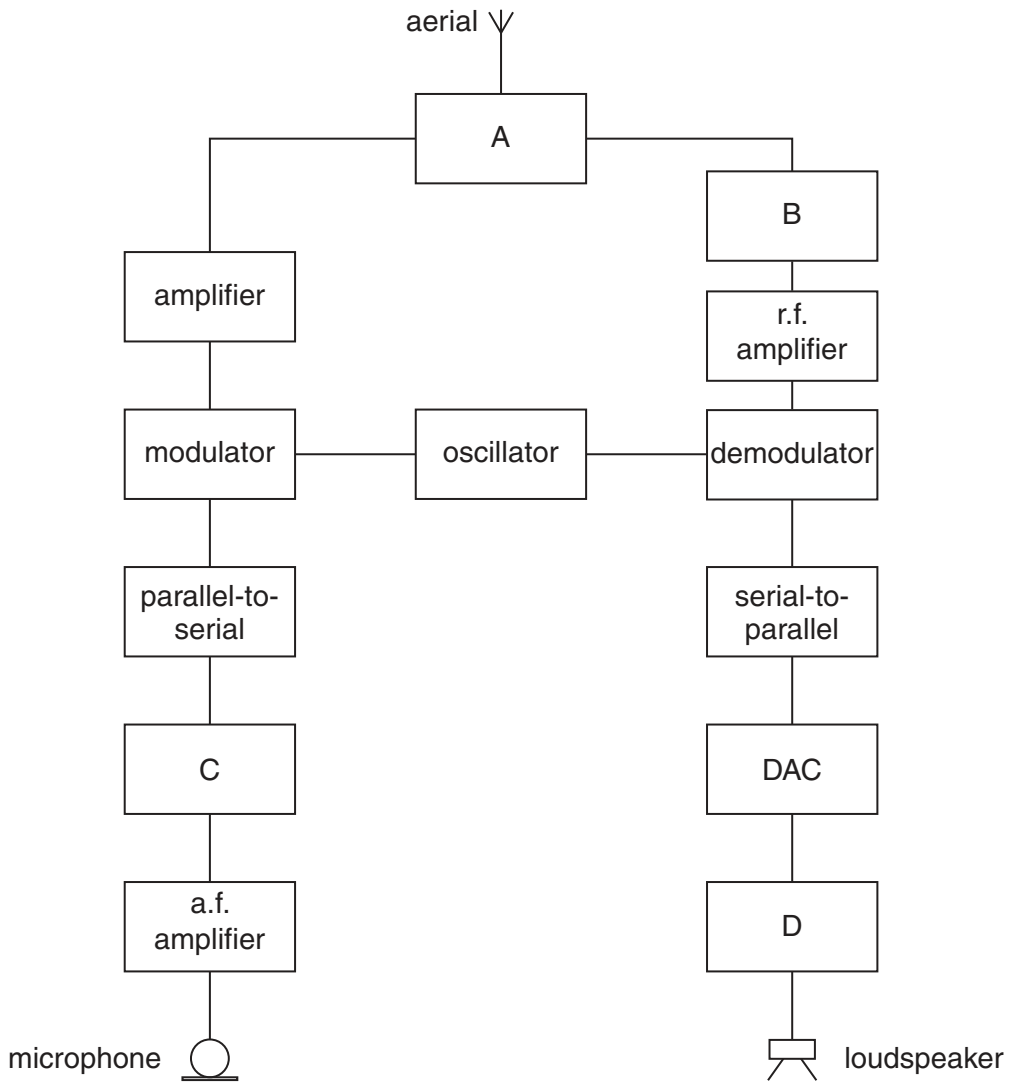 aerial
A
B
amplifier
r.f.
amplifier
modulator
oscillator
demodulator
parallel-to-
serial
serial-to-
parallel
C
DAC
a.f.
amplifier
D
microphone
loudspeaker